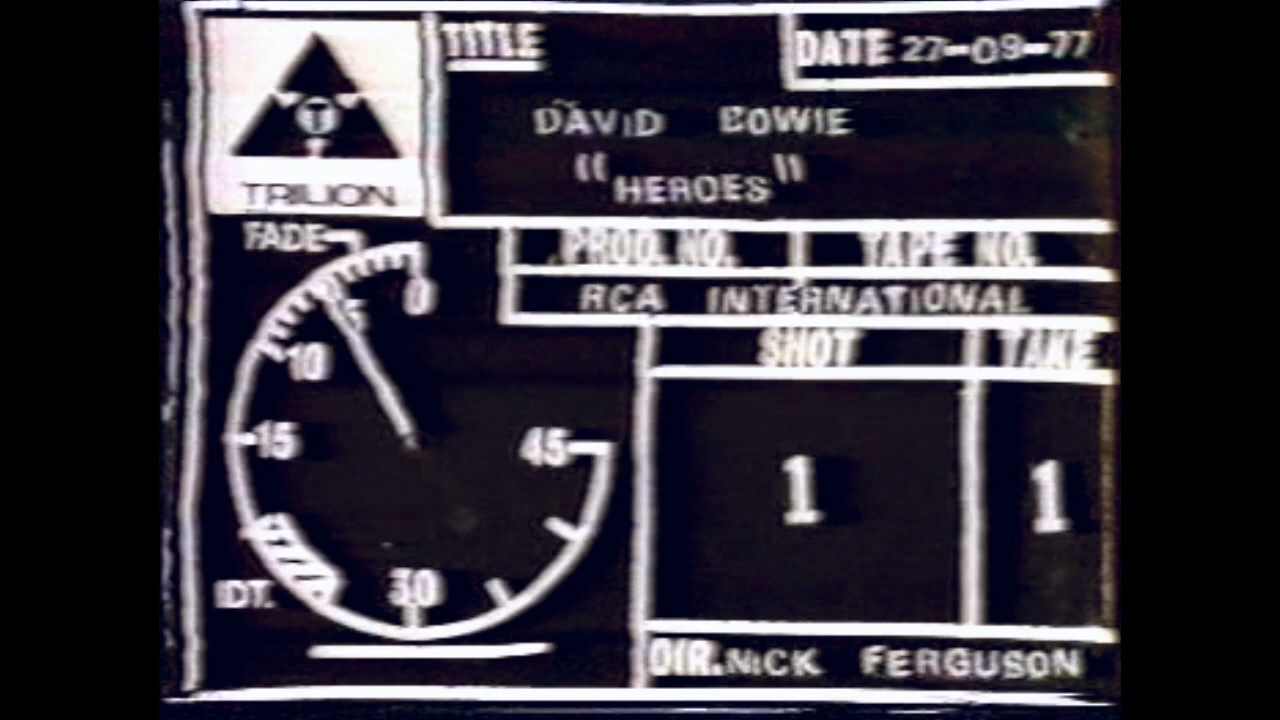 TITLE
DATE 27-09-77
DAVID BOWIE
"HEROES"
TRILION
FADE
PROD. NO. TAPE NO.
RCA INTERNATIONAL
SHOT TAKE
0
5
10
15
30
45
IDT.
1 1
DIR. NICK FERGUSON